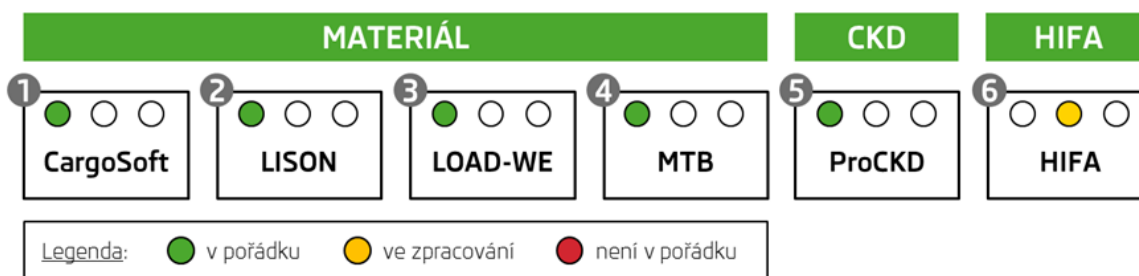 MATERIÁL CKD HIFA
1 2 3 4 5 6
CargoSoft LISON LOAD-WE MTB ProCKD HIFA
Legenda: v pořádku ve zpracování není v pořádku